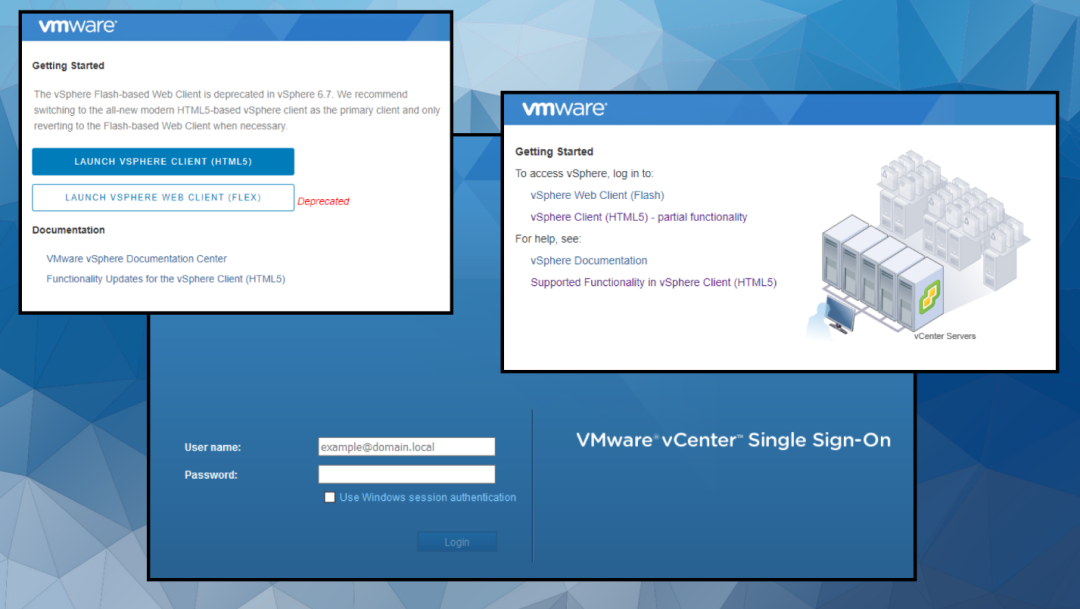 vmware®
Getting Started
The vSphere Flash-based Web Client is deprecated in vSphere 6.7. We recommend
switching to the all-new modern HTML5-based vSphere client as the primary client and only
reverting to the Flash-based Web Client when necessary.
LAUNCH VSPHERE CLIENT (HTML5)
LAUNCH VSPHERE WEB CLIENT (FLEX) Deprecated
Documentation
VMware vSphere Documentation Center
Functionality Updates for the vSphere Client (HTML5)
vmware®
Getting Started
To access vSphere, log in to:
vSphere Web Client (Flash)
vSphere Client (HTML5) - partial functionality
For help, see:
vSphere Documentation
Supported Functionality in vSphere Client (HTML5)
vCenter Servers
User name: example@domain.local
Password:
Use Windows session authentication
Login
VMware® vCenter™ Single Sign-On